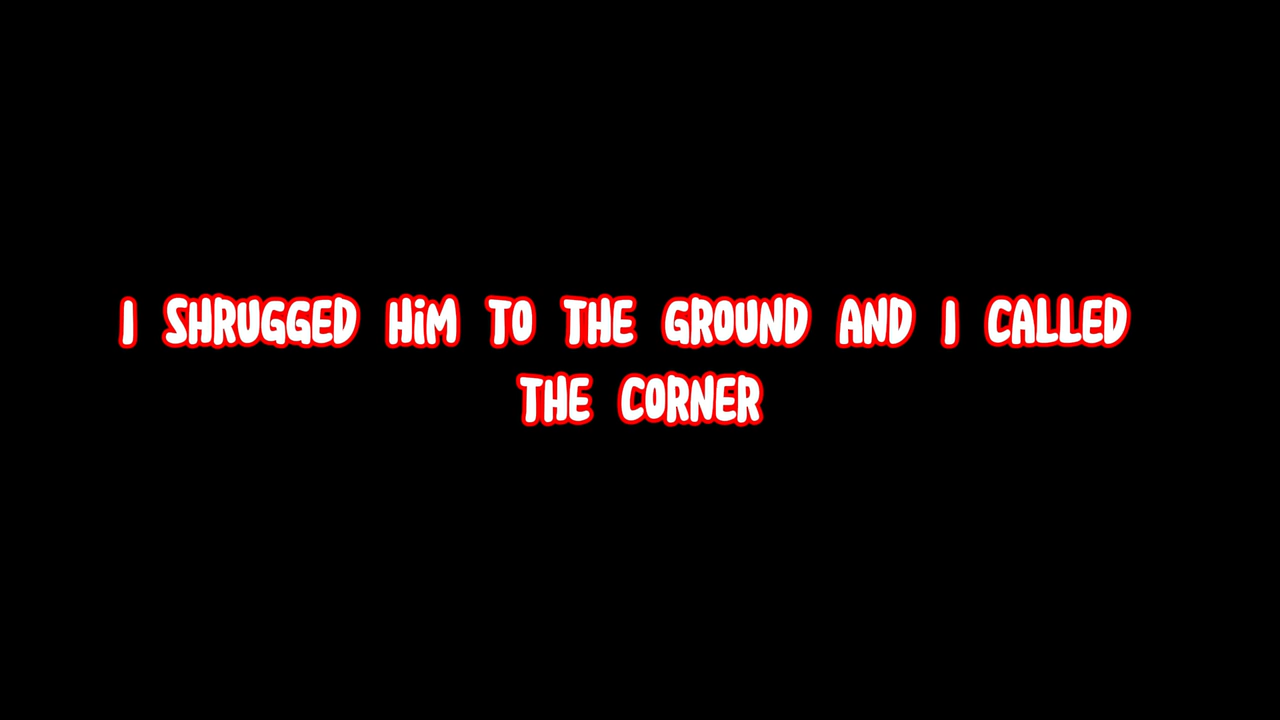 I SHRUGGED HiM TO THE GROUND AND I CALLED
THE CORNER